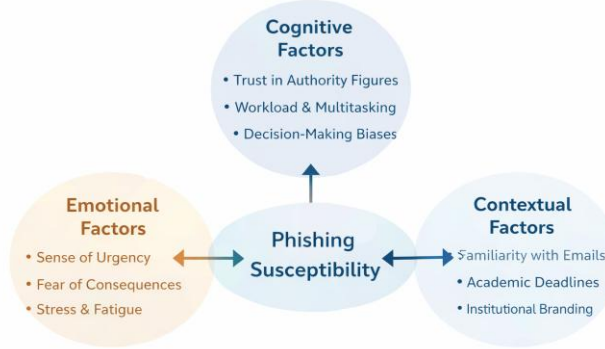 Cognitive
Factors
• Trust in Authority Figures
• Workload & Multitasking
• Decision-Making Biases
Emotional
Factors
• Sense of Urgency
• Fear of Consequences
• Stress & Fatigue
Phishing
Susceptibility
Contextual
Factors
• Familiarity with Emails
• Academic Deadlines
• Institutional Branding